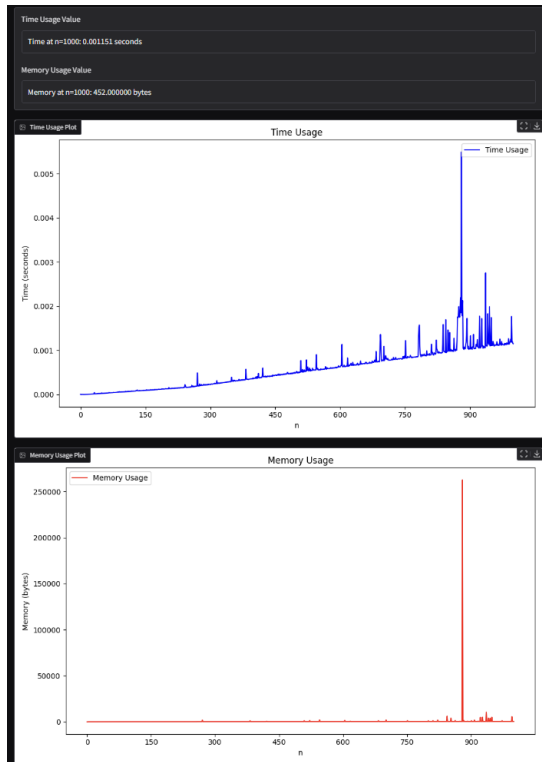 Time Usage Value
Time at n=1000: 0.001151 seconds
Memory Usage Value
Memory at n=1000: 452.000000 bytes
Time Usage Plot
Time Usage
Time Usage
0.005
0.004
0.003
0.002
0.001
0.000
Time (seconds)
0 150 300 450 600 750 900
n
Memory Usage Plot
Memory Usage
Memory Usage
250000
200000
150000
100000
50000
0
Memory (bytes)
0 150 300 450 600 750 900
n